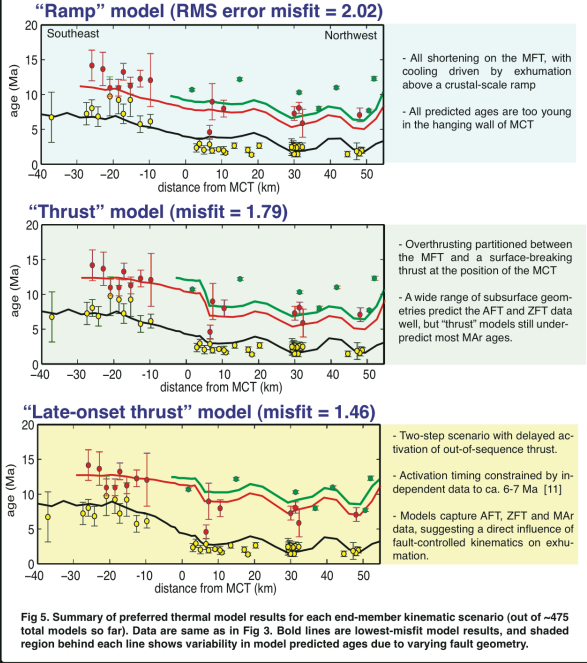 “Ramp” model (RMS error misfit = 2.02)
20
15
10
5
0
age (Ma)
Southeast
Northwest
−40 −30 −20 −10 0 10 20 30 40 50
distance from MCT (km)
- All shortening on the MFT, with
cooling driven by exhumation
above a crustal-scale ramp
- All predicted ages are too young
in the hanging wall of MCT
“Thrust” model (misfit = 1.79)
20
15
10
5
0
age (Ma)
−40 −30 −20 −10 0 10 20 30 40 50
distance from MCT (km)
- Overthrusting partitioned between
the MFT and a surface-breaking
thrust at the position of the MCT
- A wide range of subsurface geom-
etries predict the AFT and ZFT data
well, but “thrust” models still under-
predict most MAr ages.
“Late-onset thrust” model (misfit = 1.46)
20
15
10
5
0
age (Ma)
−40 −30 −20 −10 0 10 20 30 40 50
distance from MCT (km)
- Two-step scenario with delayed ac-
tivation of out-of-sequence thrust.
- Activation timing constrained by in-
dependent data to ca. 6-7 Ma [11]
- Models capture AFT, ZFT and MAr
data, suggesting a direct influence of
fault-controlled kinematics on exhu-
mation.
Fig 5. Summary of preferred thermal model results for each end-member kinematic scenario (out of ~475
total models so far). Data are same as in Fig 3. Bold lines are lowest-misfit model results, and shaded
region behind each line shows variability in model predicted ages due to varying fault geometry.